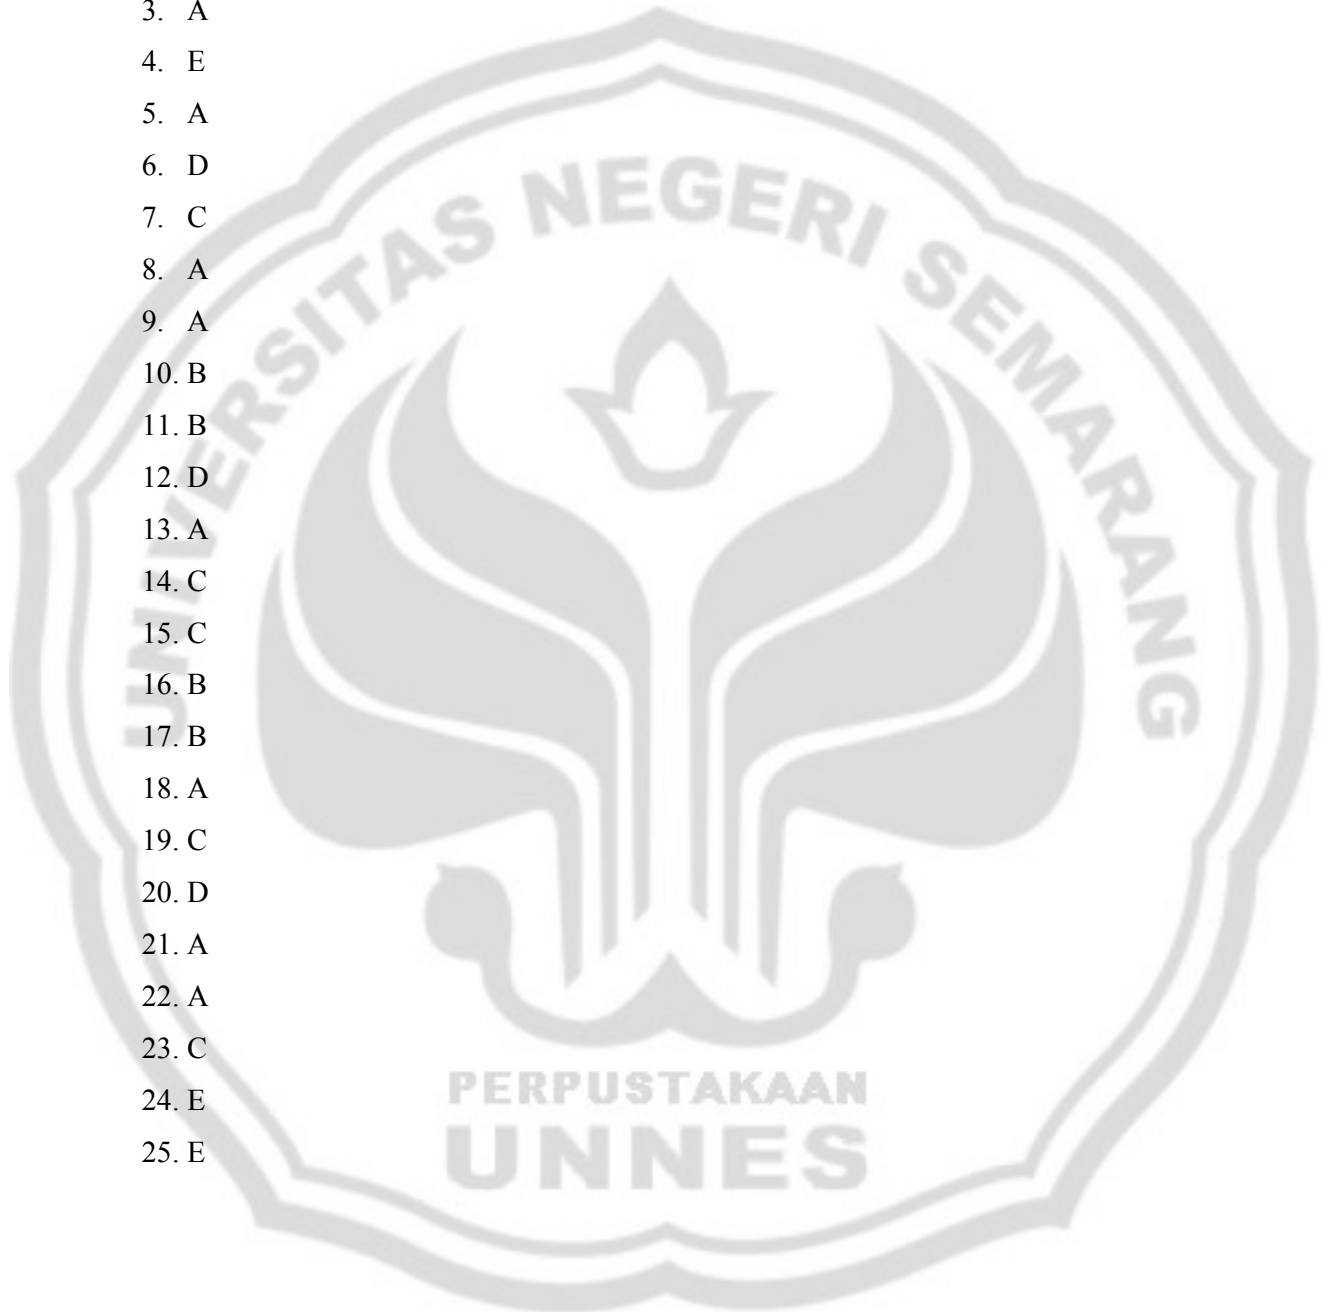 3. A
4. E
5. A
6. D
7. C
8. A
9. A
10. B
11. B
12. D
13. A
14. C
15. C
16. B
17. B
18. A
19. C
20. D
21. A
22. A
23. C
24. E
25. E
UNIVERSITAS NEGERI SEMARANG
PERPUSTAKAAN
UNNES